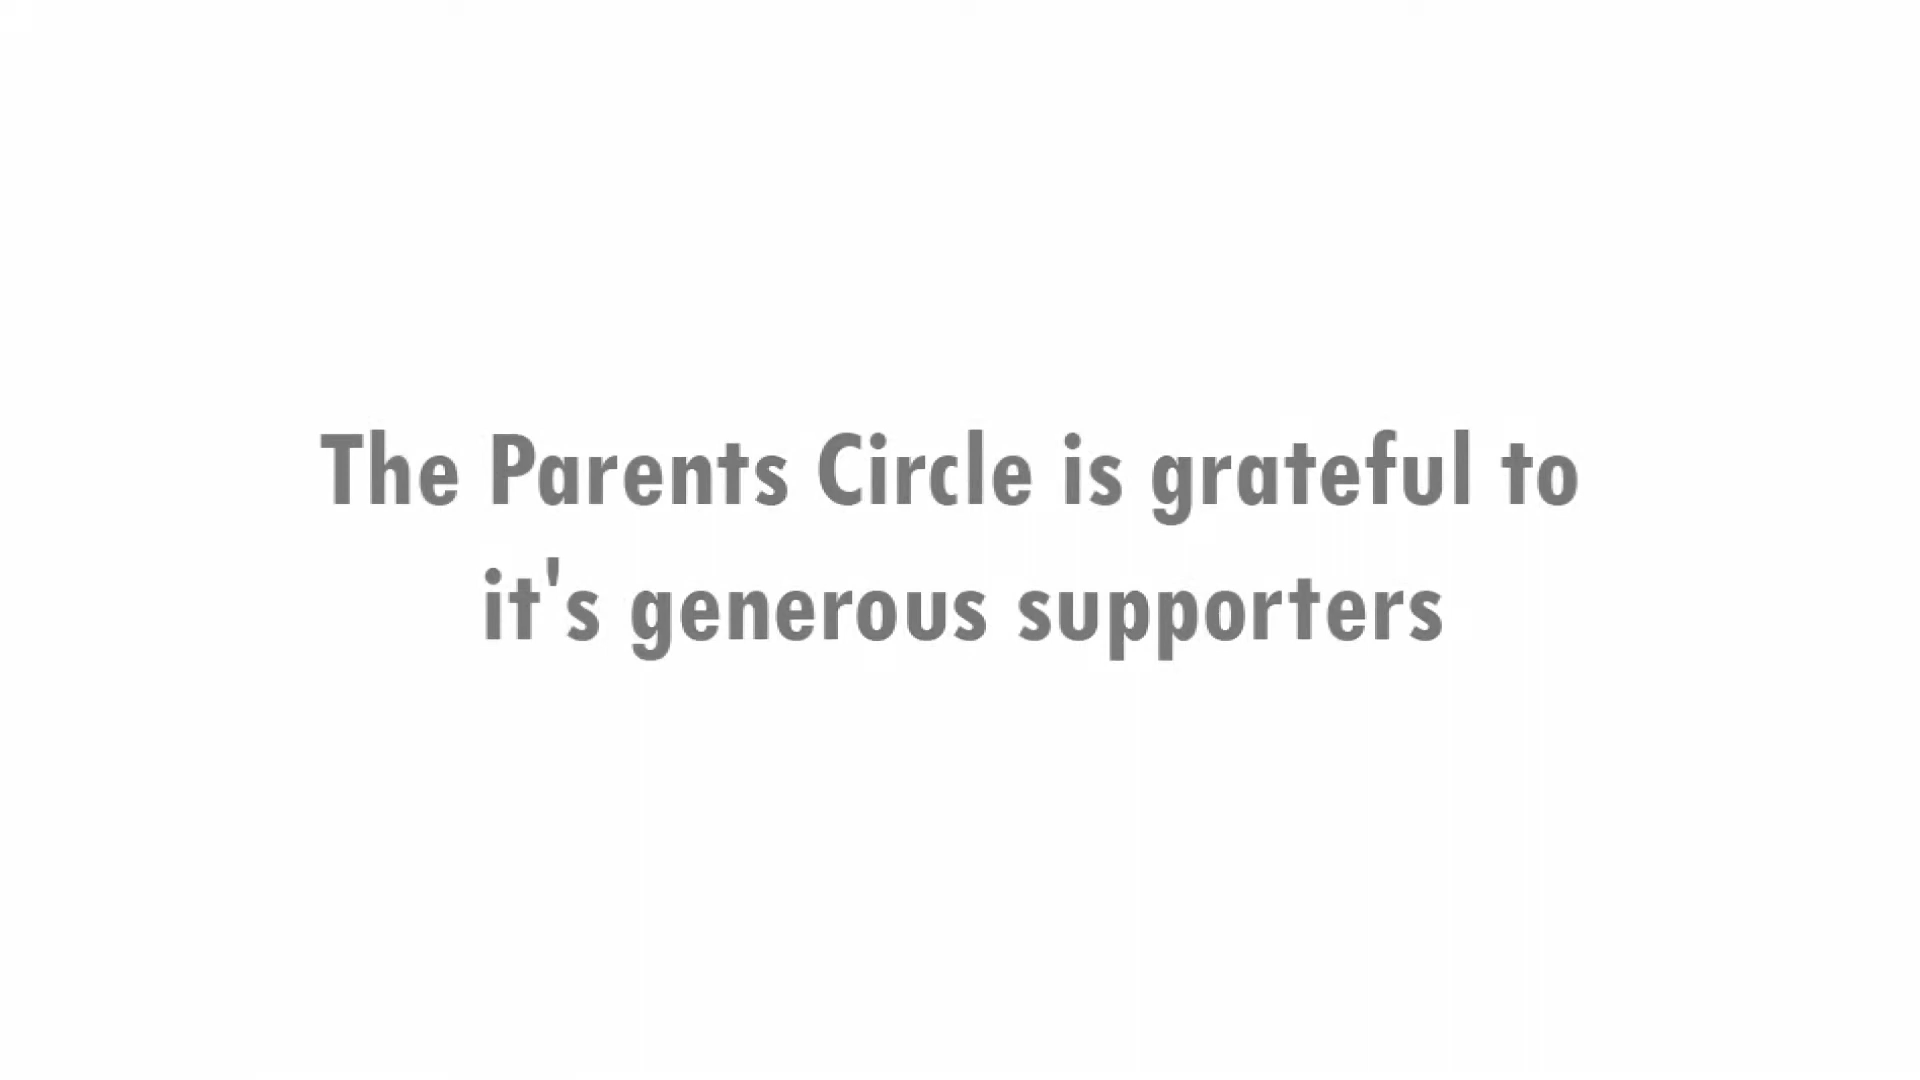 The Parents Circle is grateful to
it's generous supporters